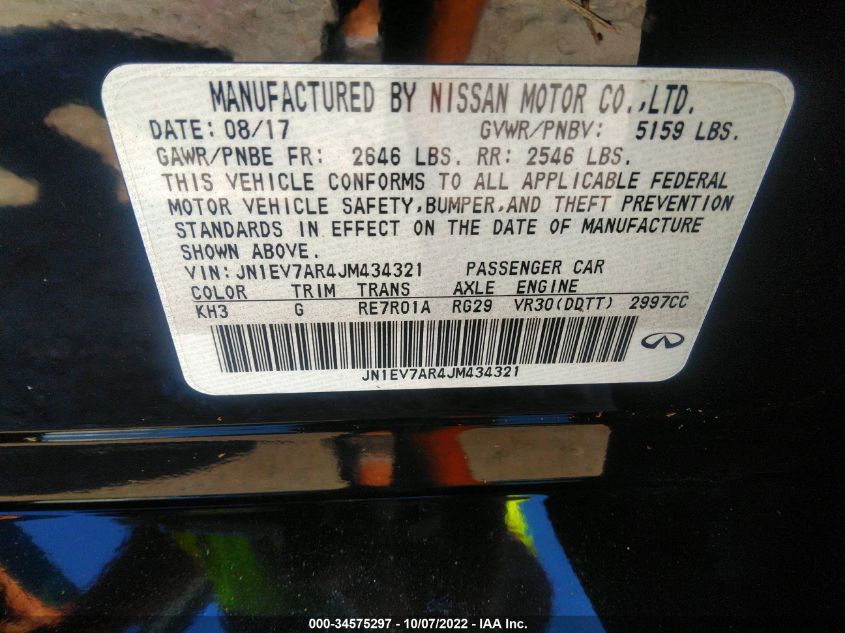 MANUFACTURED BY NISSAN MOTOR CO.,LTD.
DATE: 08/17 GVWR/PNBV: 5159 LBS.
GAWR/PNBE FR: 2646 LBS. RR: 2546 LBS.
THIS VEHICLE CONFORMS TO ALL APPLICABLE FEDERAL
MOTOR VEHICLE SAFETY,BUMPER,AND THEFT PREVENTION
STANDARDS IN EFFECT ON THE DATE OF MANUFACTURE
SHOWN ABOVE.
VIN: JN1EV7AR4JM434321 PASSENGER CAR
COLOR TRIM TRANS AXLE ENGINE
KH3 G RE7R01A RG29 VR30(DDTT) 2997CC
JN1EV7AR4JM434321
000-34575297 - 10/07/2022 - IAA Inc.